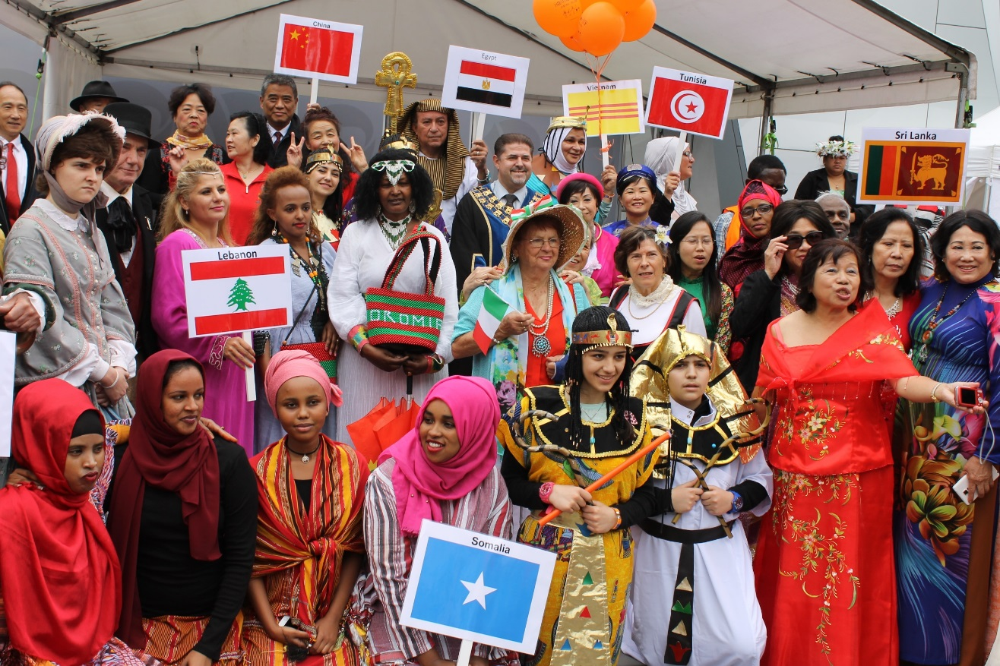 China
Egypt
Vietnam
Tunisia
Sri Lanka
Lebanon
OROMIA
Somalia